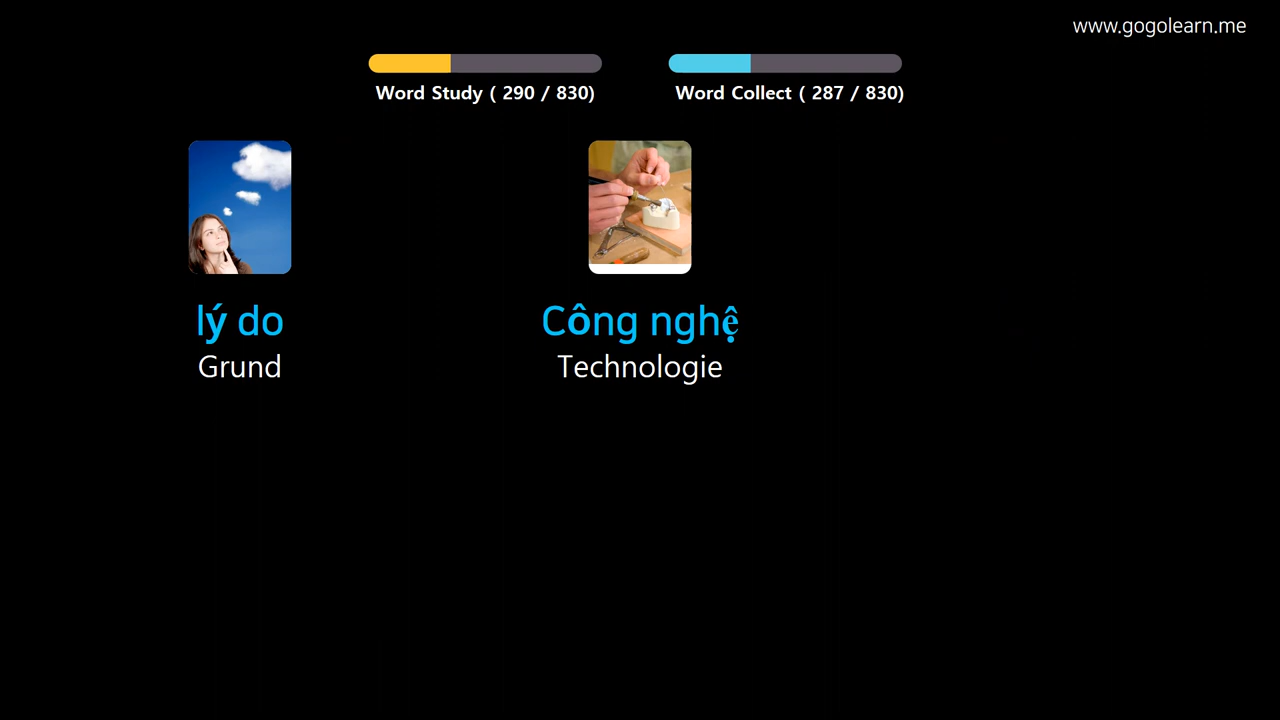 www.gogolearn.me
Word Study ( 290 / 830)
Word Collect ( 287 / 830)
lý do
Công nghệ
Grund
Technologie